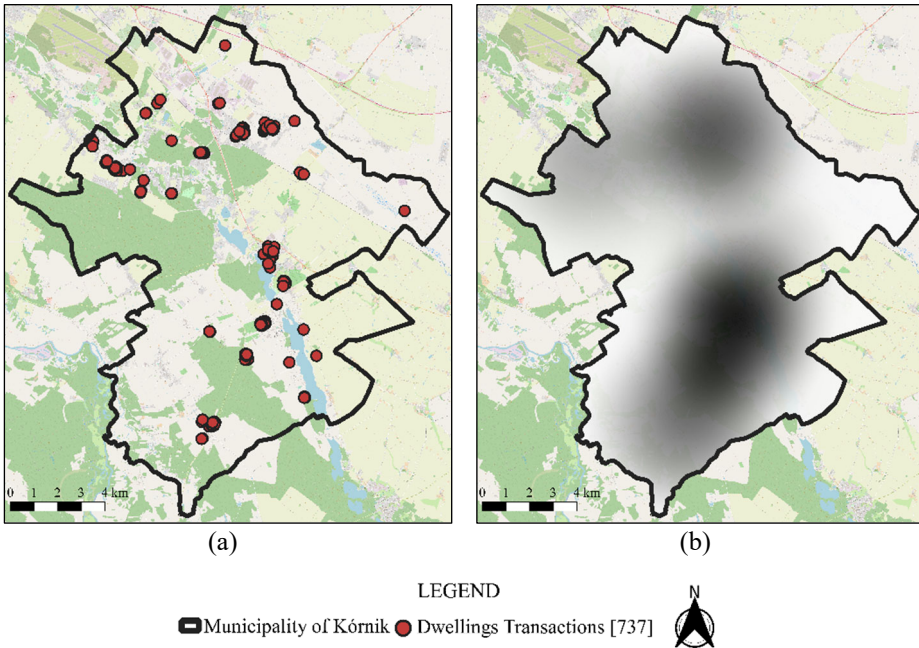 0 1 2 3 4 km
0 1 2 3 4 km
(a)
(b)
LEGEND
N
Municipality of Kórnik Dwellings Transactions [737]